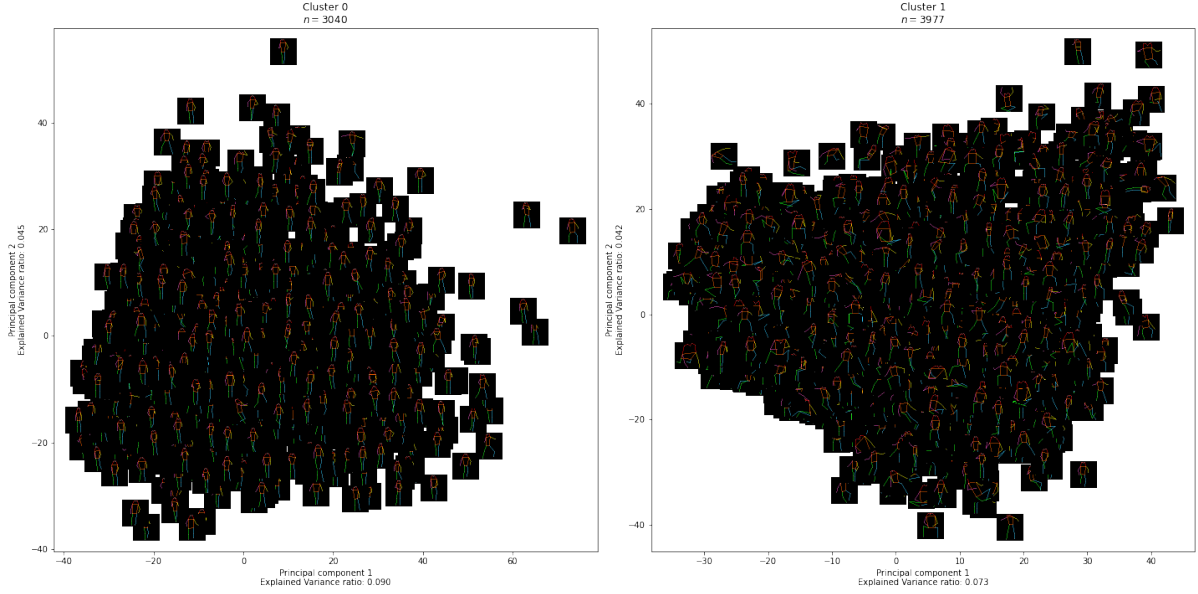 Cluster 0
n = 3040
40
20
0
−20
−40
Principal component 2
Explained Variance ratio: 0.045
−40
−20
0
20
40
60
Principal component 1
Explained Variance ratio: 0.090
Cluster 1
n = 3977
40
20
0
−20
−40
Principal component 2
Explained Variance ratio: 0.042
−30
−20
−10
0
10
20
30
40
Principal component 1
Explained Variance ratio: 0.073